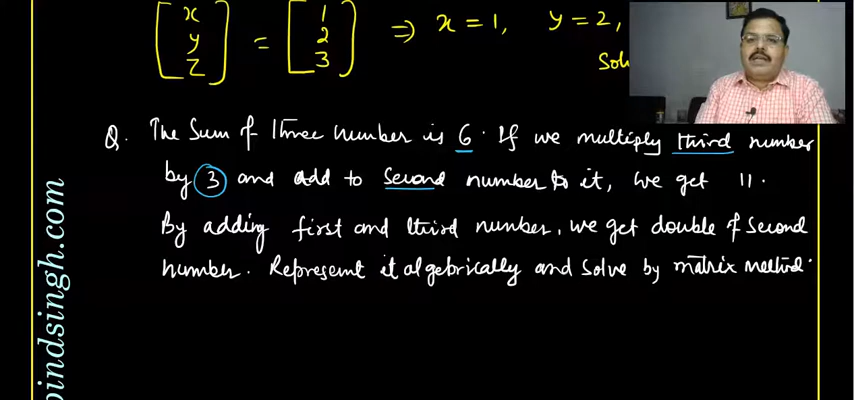 [x y z] = [1 2 3] ⇒ x = 1, y = 2,
Q. The Sum of three number is 6. If we multiply third number
by 3 and add to second number to it, we get 11.
By adding first and third number, we get double of second
number. Represent it algebrically and solve by matrix method.